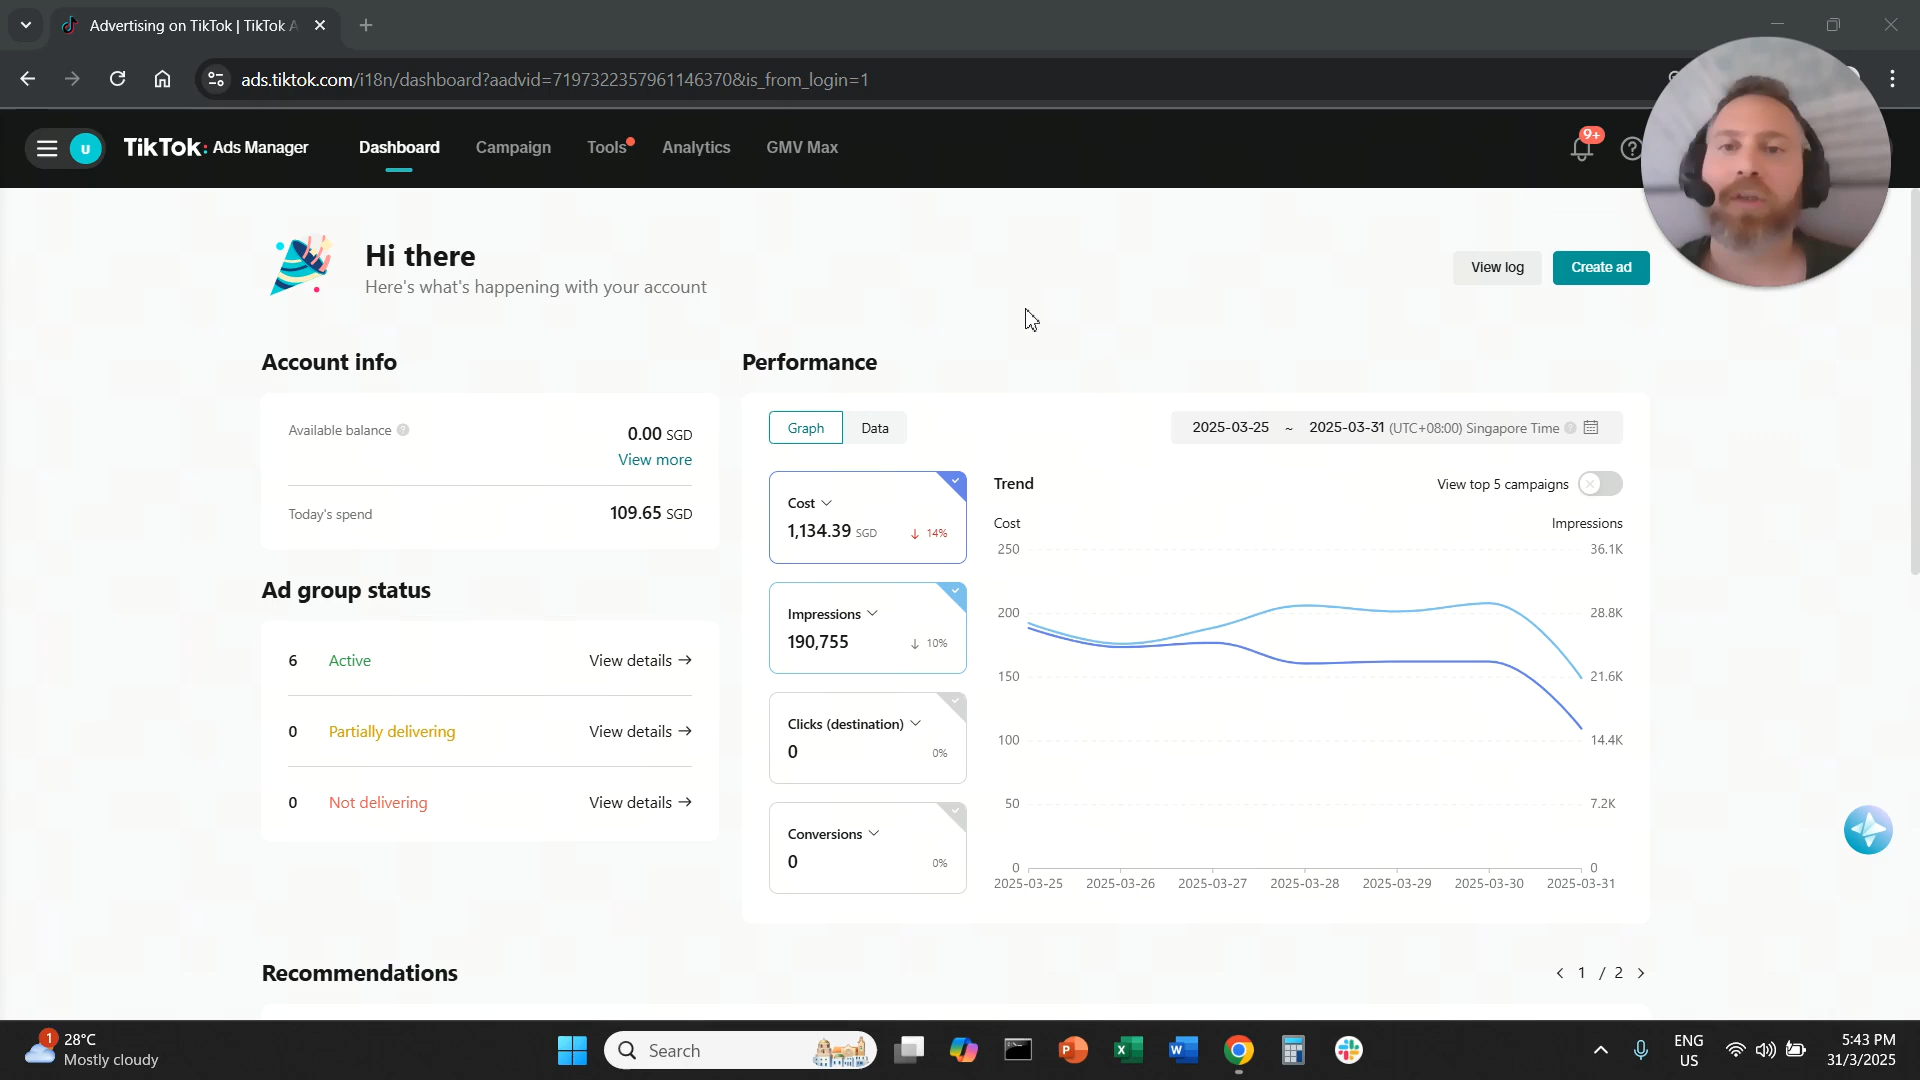 Advertising on TikTok | TikTok A
ads.tiktok.com/i18n/dashboard?aadvid=7197322357961146370&is_from_login=1
U
TikTok: Ads Manager
Dashboard
Campaign
Tools
Analytics
GMV Max
9+
Hi there
Here's what's happening with your account
View log
Create ad
Account info
Available balance
0.00 SGD
View more
Today's spend
109.65 SGD
Ad group status
6 Active View details →
0 Partially delivering View details →
0 Not delivering View details →
Performance
Graph
Data
2025-03-25 ~ 2025-03-31 (UTC+08:00) Singapore Time
Cost
1,134.39 SGD ↓ 14%
Impressions
190,755 ↓ 10%
Clicks (destination)
0 0%
Conversions
0 0%
Trend
View top 5 campaigns
Cost
Impressions
250 36.1K
200 28.8K
150 21.6K
100 14.4K
50 7.2K
0 0
2025-03-25 2025-03-26 2025-03-27 2025-03-28 2025-03-29 2025-03-30 2025-03-31
Recommendations
< 1 / 2 >
1
28°C
Mostly cloudy
Search
ENG
US
5:43 PM
31/3/2025